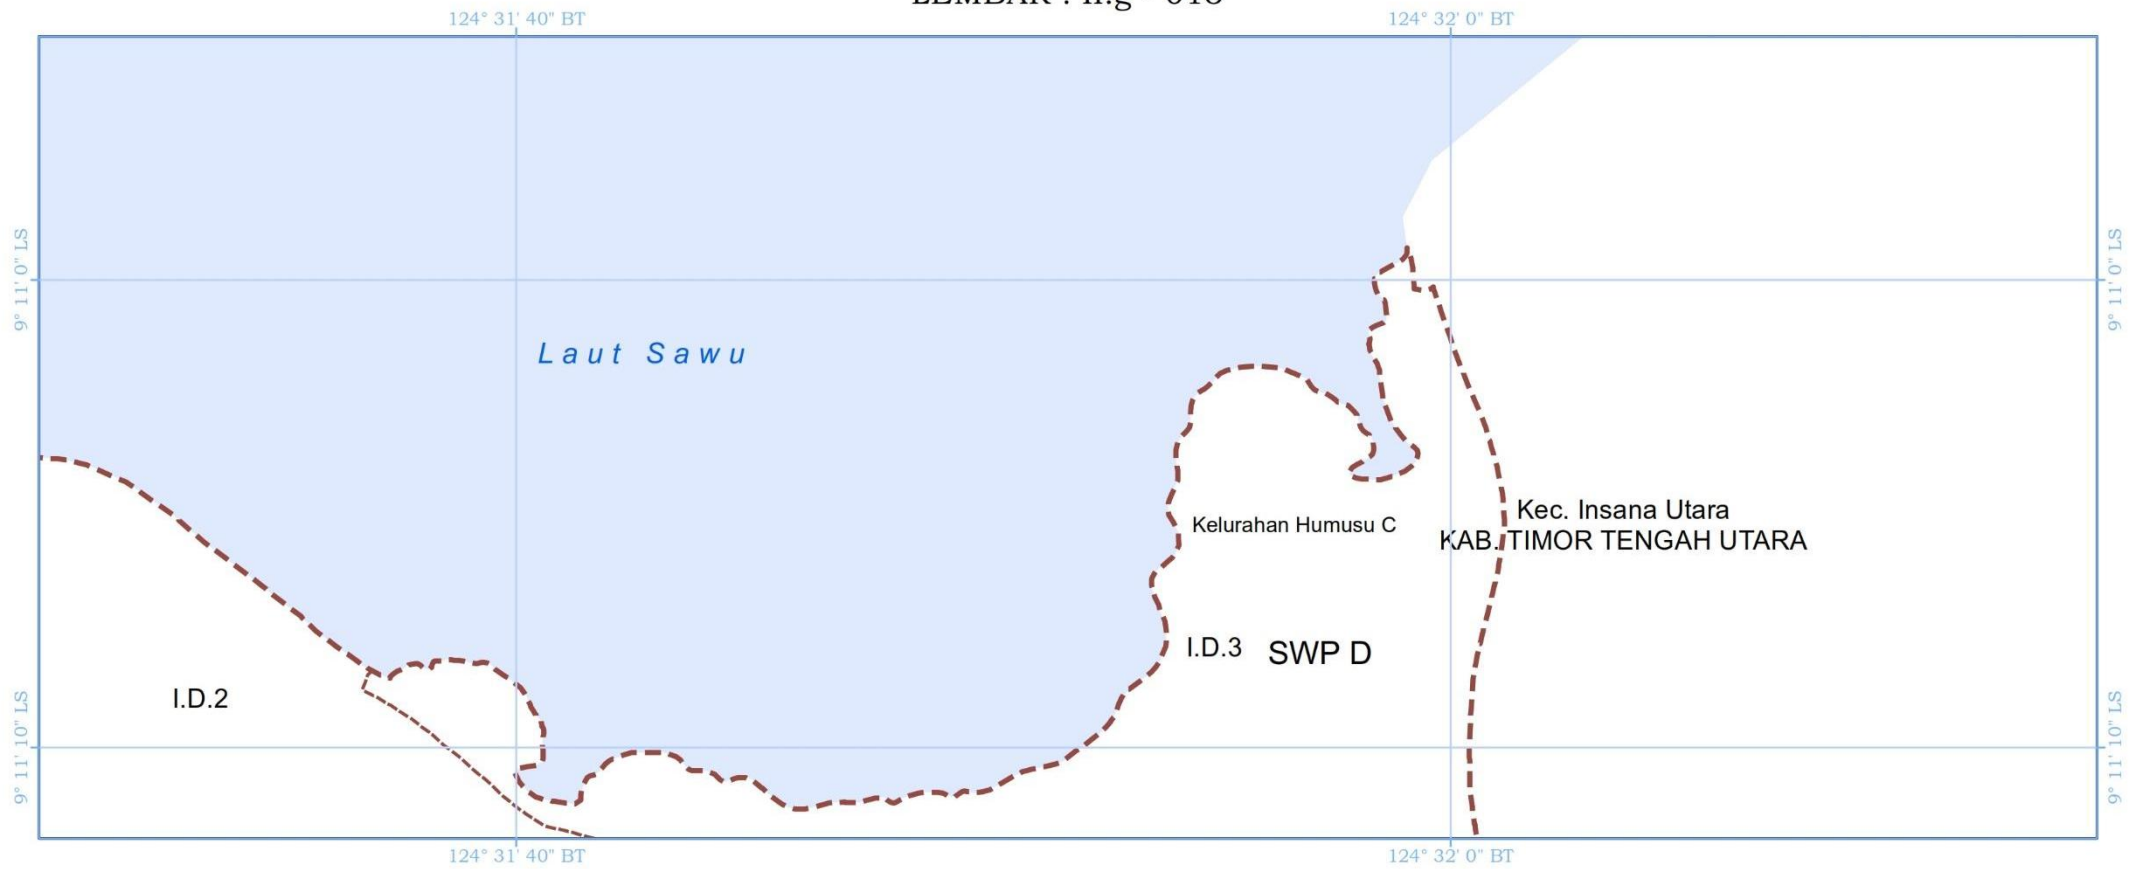 124° 31' 40" BT
124° 32' 0" BT
9° 11' 0" LS
9° 11' 0" LS
Laut Sawu
Kelurahan Humusu C
Kec. Insana Utara
KAB. TIMOR TENGAH UTARA
I.D.3
SWP D
I.D.2
9° 11' 10" LS
9° 11' 10" LS
124° 31' 40" BT
124° 32' 0" BT